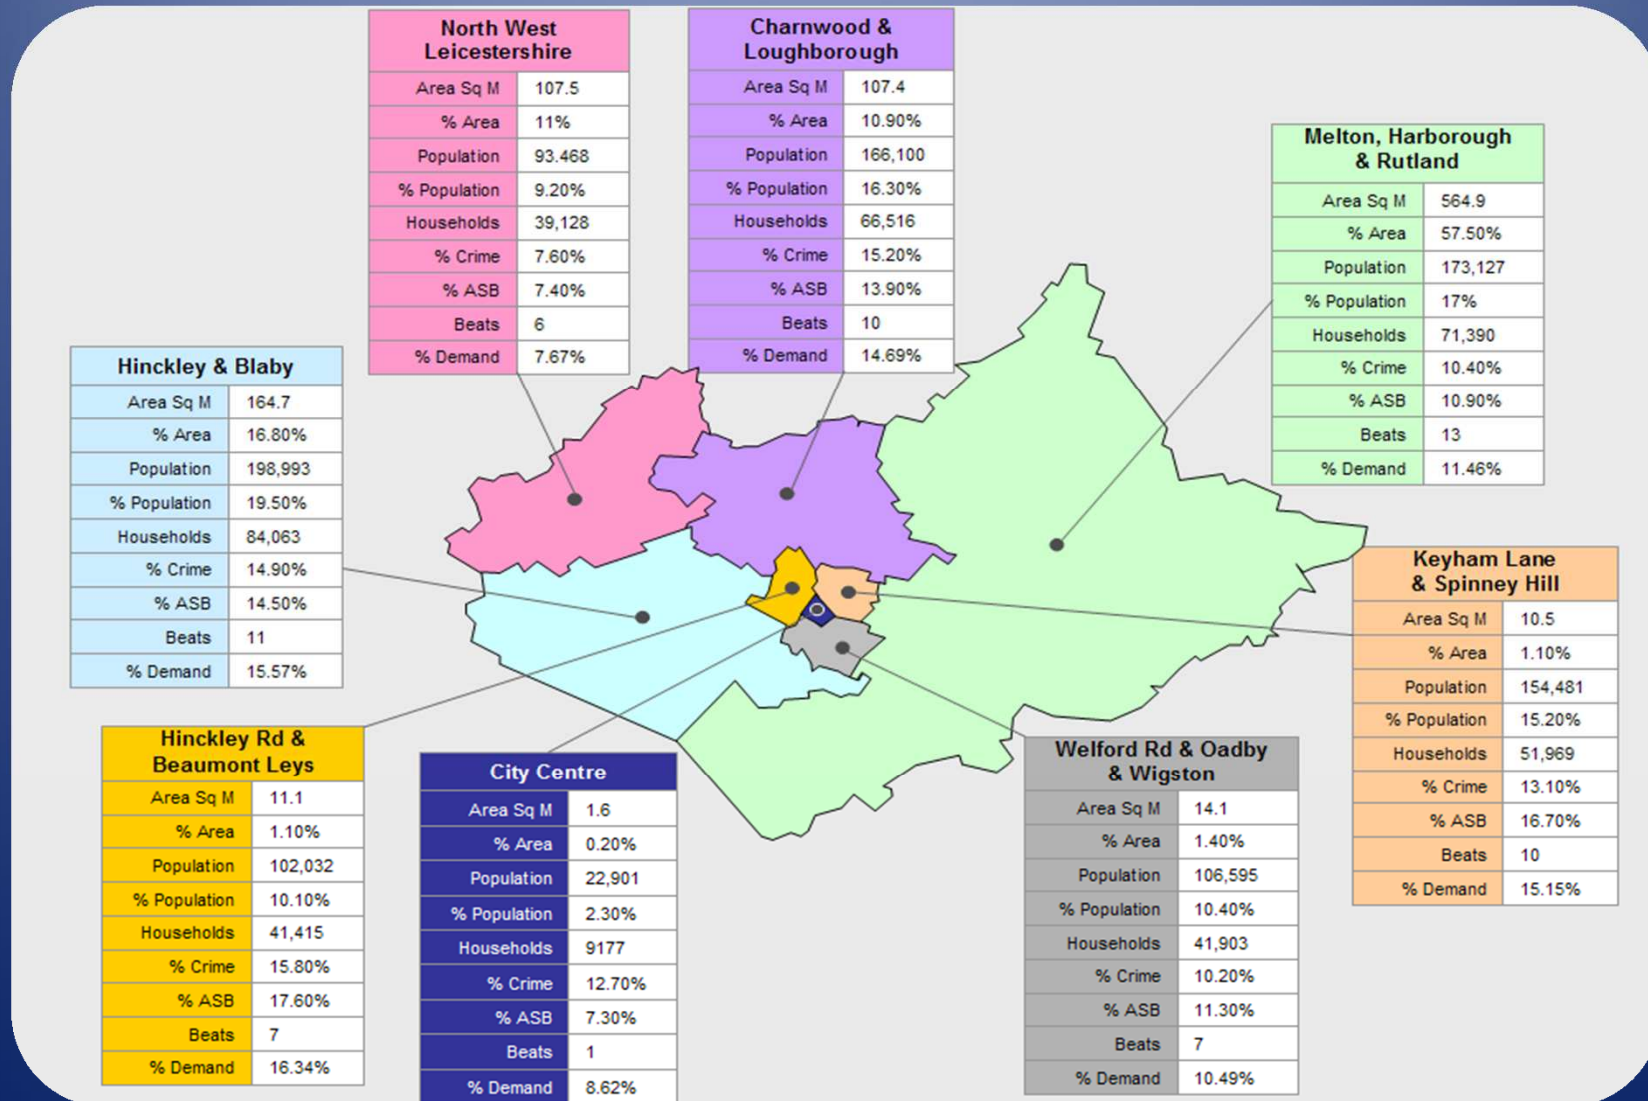 North West
Leicestershire
Area Sq M 107.5
% Area 11%
Population 93.468
% Population 9.20%
Households 39,128
% Crime 7.60%
% ASB 7.40%
Beats 6
% Demand 7.67%
Charnwood &
Loughborough
Area Sq M 107.4
% Area 10.90%
Population 166,100
% Population 16.30%
Households 66,516
% Crime 15.20%
% ASB 13.90%
Beats 10
% Demand 14.69%
Melton, Harborough
& Rutland
Area Sq M 564.9
% Area 57.50%
Population 173,127
% Population 17%
Households 71,390
% Crime 10.40%
% ASB 10.90%
Beats 13
% Demand 11.46%
Hinckley & Blaby
Area Sq M 164.7
% Area 16.80%
Population 198,993
% Population 19.50%
Households 84,063
% Crime 14.90%
% ASB 14.50%
Beats 11
% Demand 15.57%
Keyham Lane
& Spinney Hill
Area Sq M 10.5
% Area 1.10%
Population 154,481
% Population 15.20%
Households 51,969
% Crime 13.10%
% ASB 16.70%
Beats 10
% Demand 15.15%
Hinckley Rd &
Beaumont Leys
Area Sq M 11.1
% Area 1.10%
Population 102,032
% Population 10.10%
Households 41,415
% Crime 15.80%
% ASB 17.60%
Beats 7
% Demand 16.34%
City Centre
Area Sq M 1.6
% Area 0.20%
Population 22,901
% Population 2.30%
Households 9177
% Crime 12.70%
% ASB 7.30%
Beats 1
% Demand 8.62%
Welford Rd & Oadby
& Wigston
Area Sq M 14.1
% Area 1.40%
Population 106,595
% Population 10.40%
Households 41,903
% Crime 10.20%
% ASB 11.30%
Beats 7
% Demand 10.49%